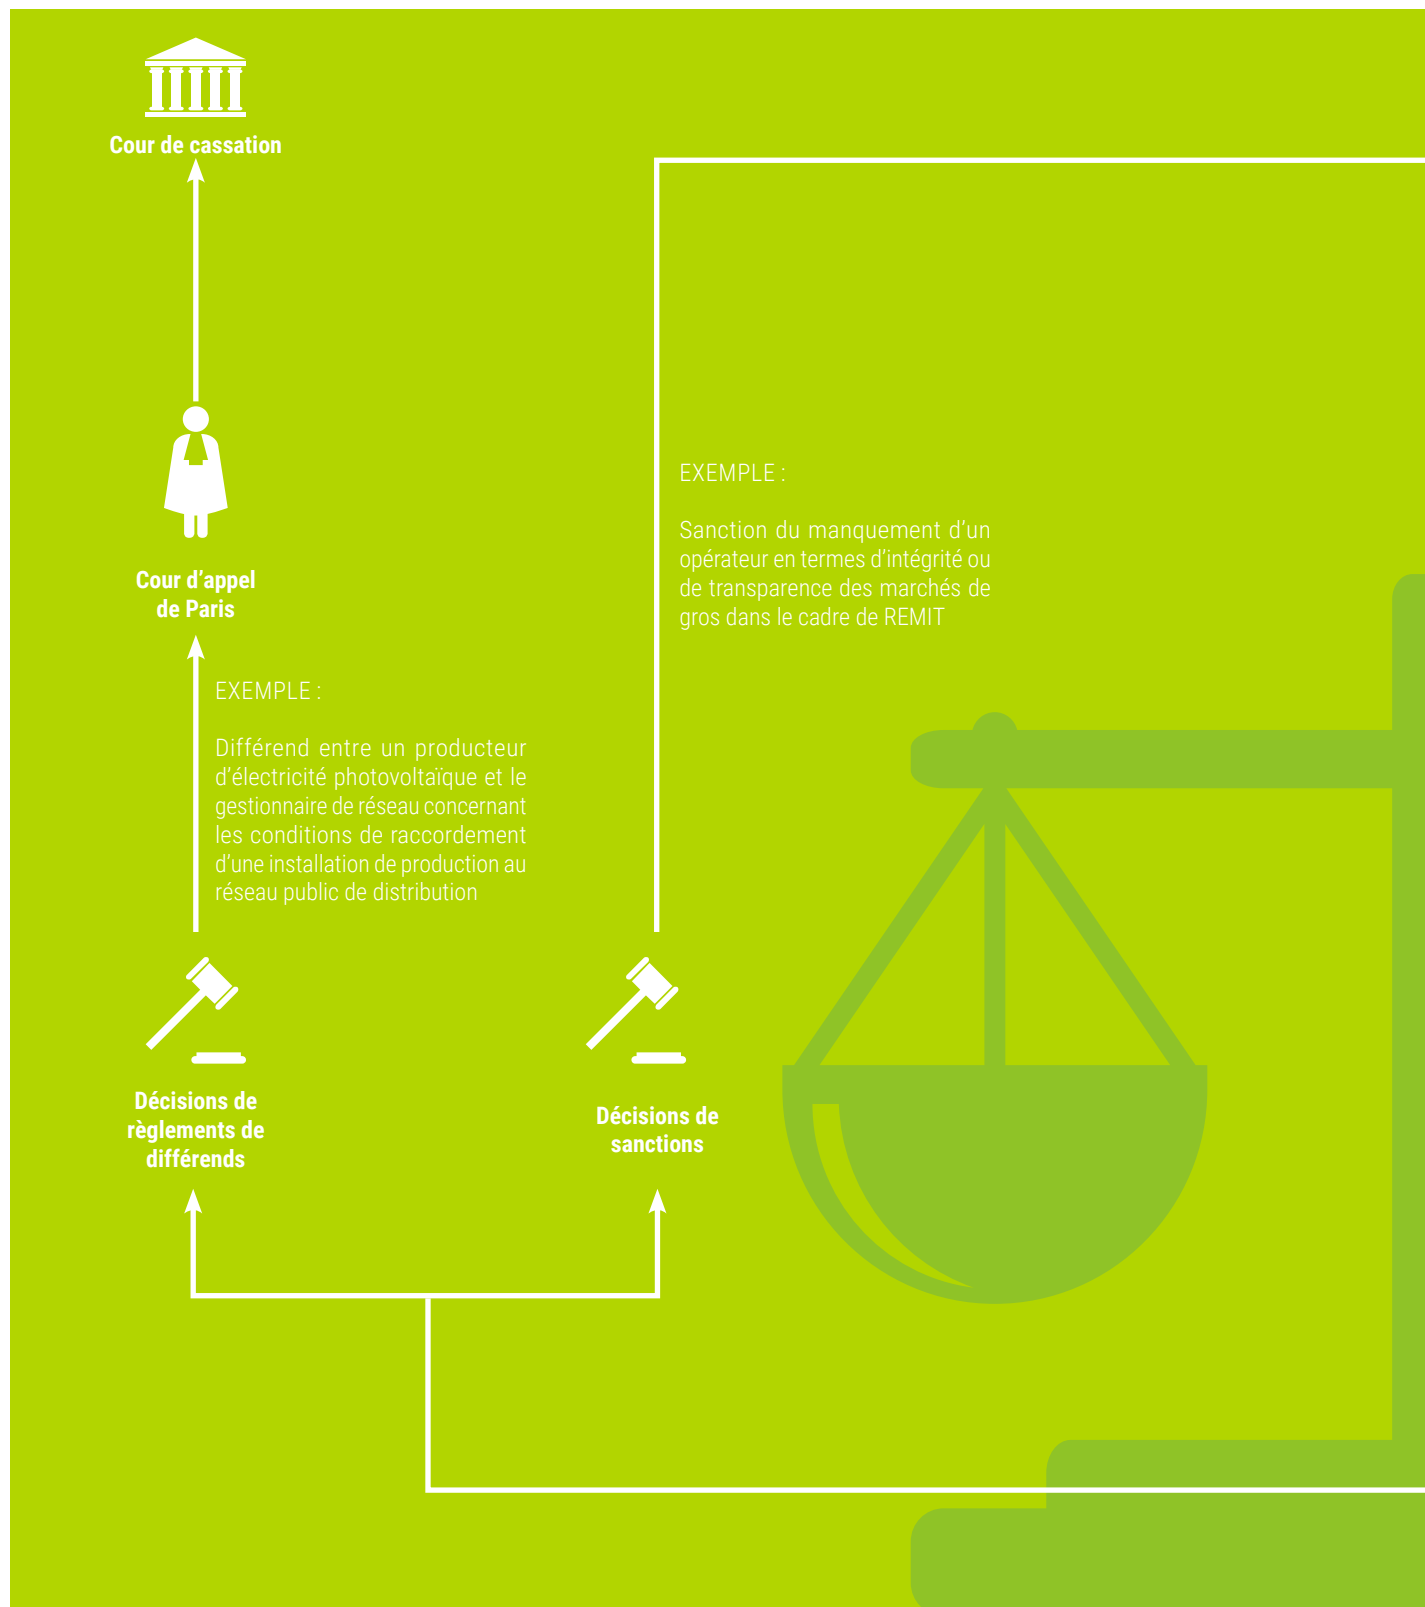 Cour de cassation
Cour d’appel
de Paris
EXEMPLE :
Différend entre un producteur
d’électricité photovoltaïque et le
gestionnaire de réseau concernant
les conditions de raccordement
d’une installation de production au
réseau public de distribution
Décisions de
règlements de
différends
EXEMPLE :
Sanction du manquement d’un
opérateur en termes d’intégrité ou
de transparence des marchés de
gros dans le cadre de REMIT
Décisions de
sanctions